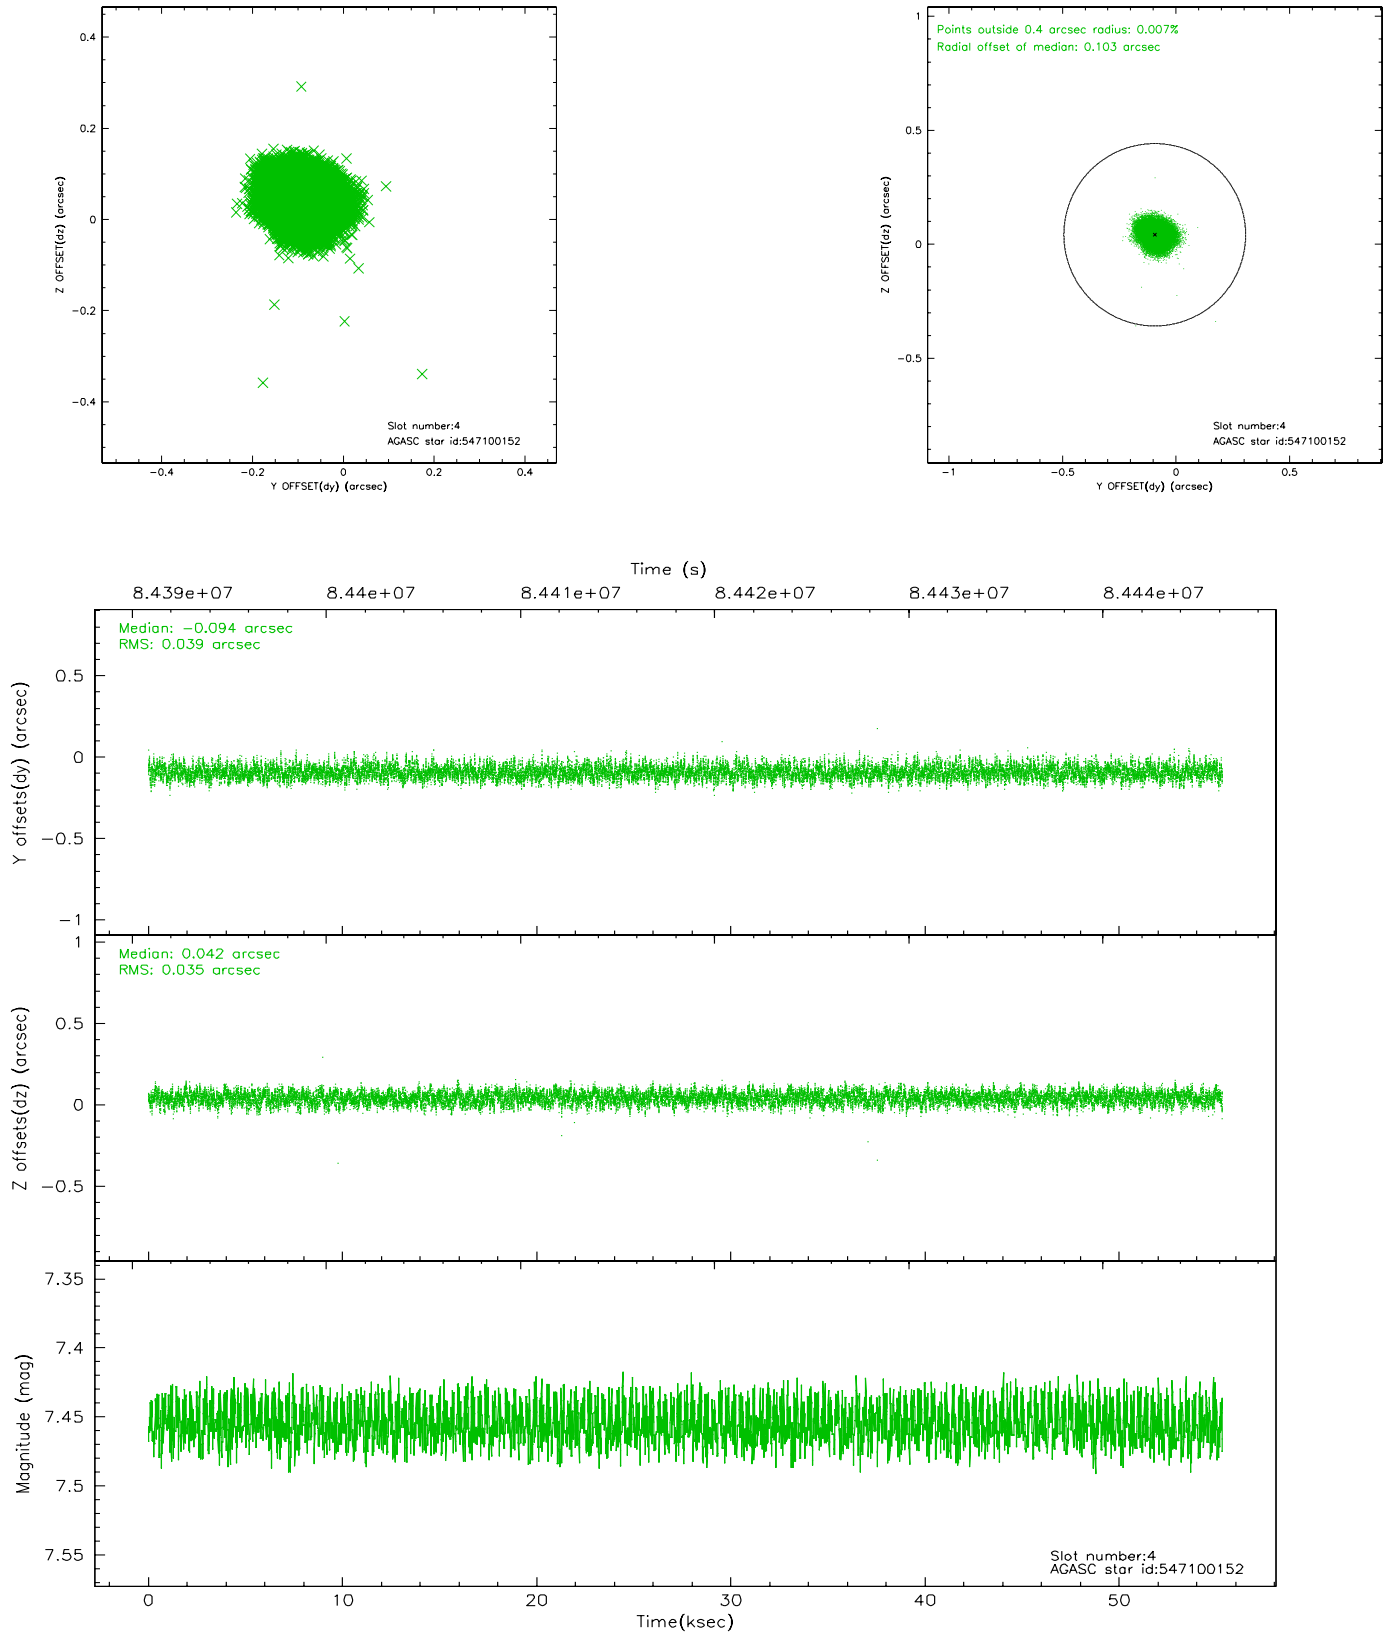 0.4
0.2
0
−0.2
−0.4
Z OFFSET(dz) (arcsec)
Slot number:4
AGASC star id:547100152
−0.4 −0.2 0 0.2 0.4
Y OFFSET(dy) (arcsec)
Points outside 0.4 arcsec radius: 0.007%
Radial offset of median: 0.103 arcsec
1
0.5
0
−0.5
Z OFFSET(dz) (arcsec)
Slot number:4
AGASC star id:547100152
−1 −0.5 0 0.5
Y OFFSET(dy) (arcsec)
Time (s)
8.439e+07 8.44e+07 8.441e+07 8.442e+07 8.443e+07 8.444e+07
Median: −0.094 arcsec
RMS: 0.039 arcsec
0.5
0
−0.5
−1
Y offsets(dy) (arcsec)
Median: 0.042 arcsec
RMS: 0.035 arcsec
1
0.5
0
−0.5
Z offsets(dz) (arcsec)
7.35
7.4
7.45
7.5
7.55
Magnitude (mag)
Slot number:4
AGASC star id:547100152
0 10 20 30 40 50
Time(ksec)